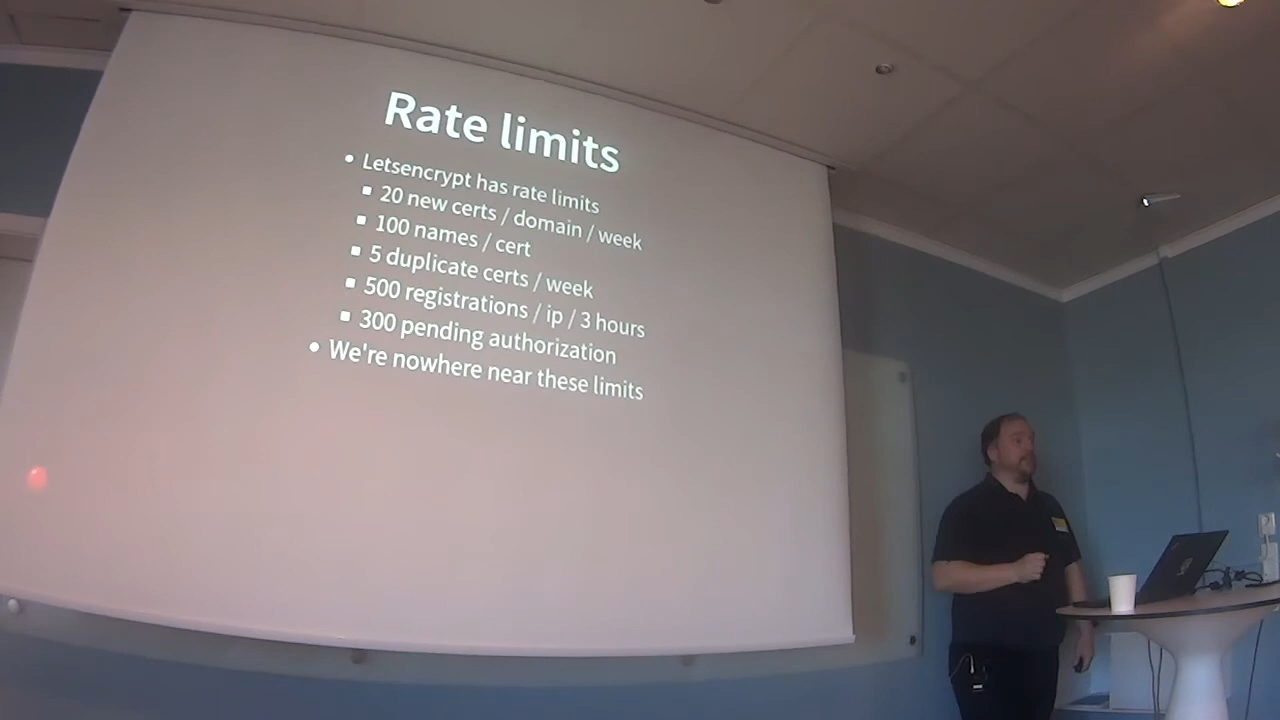 Rate limits
• Letsencrypt has rate limits
▪ 20 new certs / domain / week
▪ 100 names / cert
▪ 5 duplicate certs / week
▪ 500 registrations / ip / 3 hours
▪ 300 pending authorization
• We're nowhere near these limits